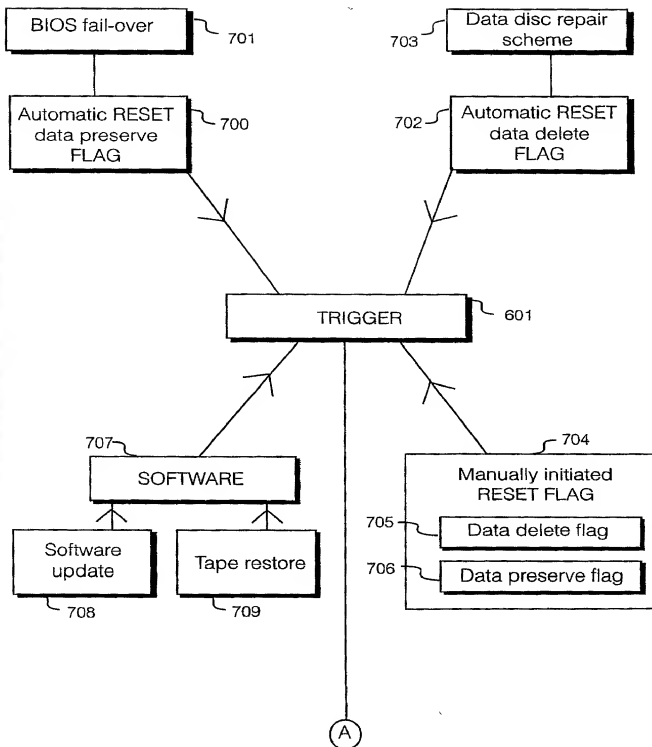 BIOS fail-over
701
703
Data disc repair
scheme
Automatic RESET
data preserve
FLAG
700
702
Automatic RESET
data delete
FLAG
TRIGGER
601
707
SOFTWARE
Software
update
708
Tape restore
709
704
Manually initiated
RESET FLAG
705
Data delete flag
706
Data preserve flag
A